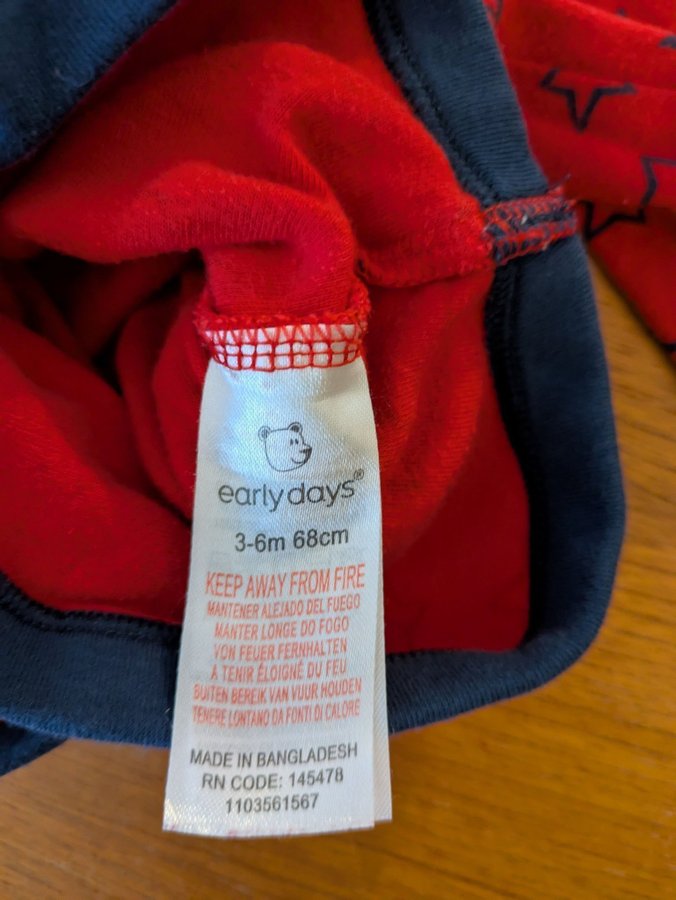 earlydays®
3-6m 68cm
KEEP AWAY FROM FIRE
MANTENER ALEJADO DEL FUEGO
MANTER LONGE DO FOGO
VON FEUER FERNHALTEN
À TENIR ÉLOIGNÉ DU FEU
BUITEN BEREIK VAN VUUR HOUDEN
TENERE LONTANO DA FONTI DI CALORE
MADE IN BANGLADESH
RN CODE: 145478
1103561567